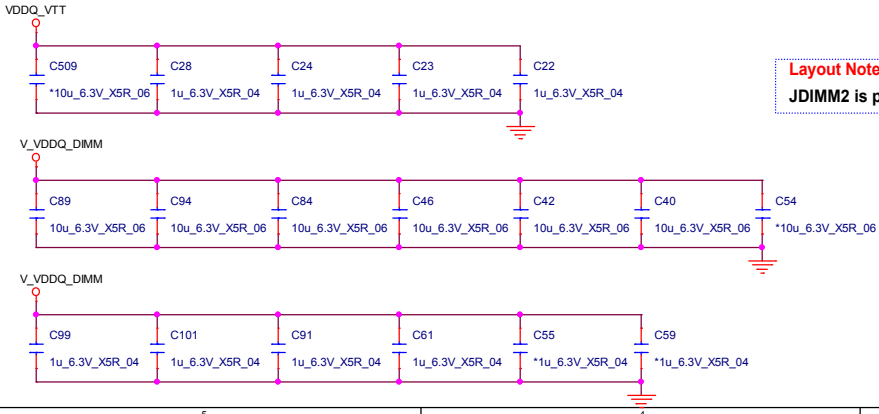 VDDQ_VTT
C509 C28 C24 C23 C22
*10u_6.3V_X5R_06 1u_6.3V_X5R_04 1u_6.3V_X5R_04 1u_6.3V_X5R_04 1u_6.3V_X5R_04
Layout Note
JDIMM2 is p
V_VDDQ_DIMM
C89 C94 C84 C46 C42 C40 C54
10u_6.3V_X5R_06 10u_6.3V_X5R_06 10u_6.3V_X5R_06 10u_6.3V_X5R_06 10u_6.3V_X5R_06 10u_6.3V_X5R_06 *10u_6.3V_X5R_06
V_VDDQ_DIMM
C99 C101 C91 C61 C55 C59
1u_6.3V_X5R_04 1u_6.3V_X5R_04 1u_6.3V_X5R_04 1u_6.3V_X5R_04 *1u_6.3V_X5R_04 *1u_6.3V_X5R_04